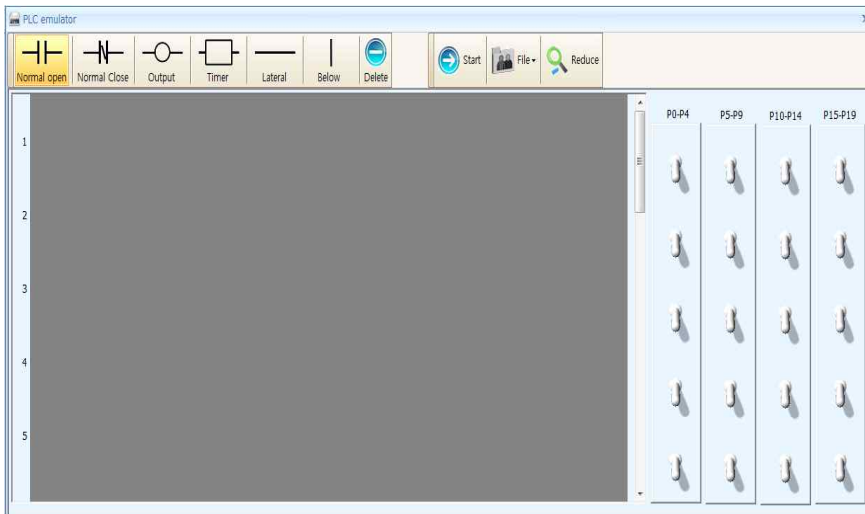 PLC emulator
Normal open Normal Close Output Timer Lateral Below Delete Start File Reduce
P0-P4 P5-P9 P10-P14 P15-P19
1
2
3
4
5